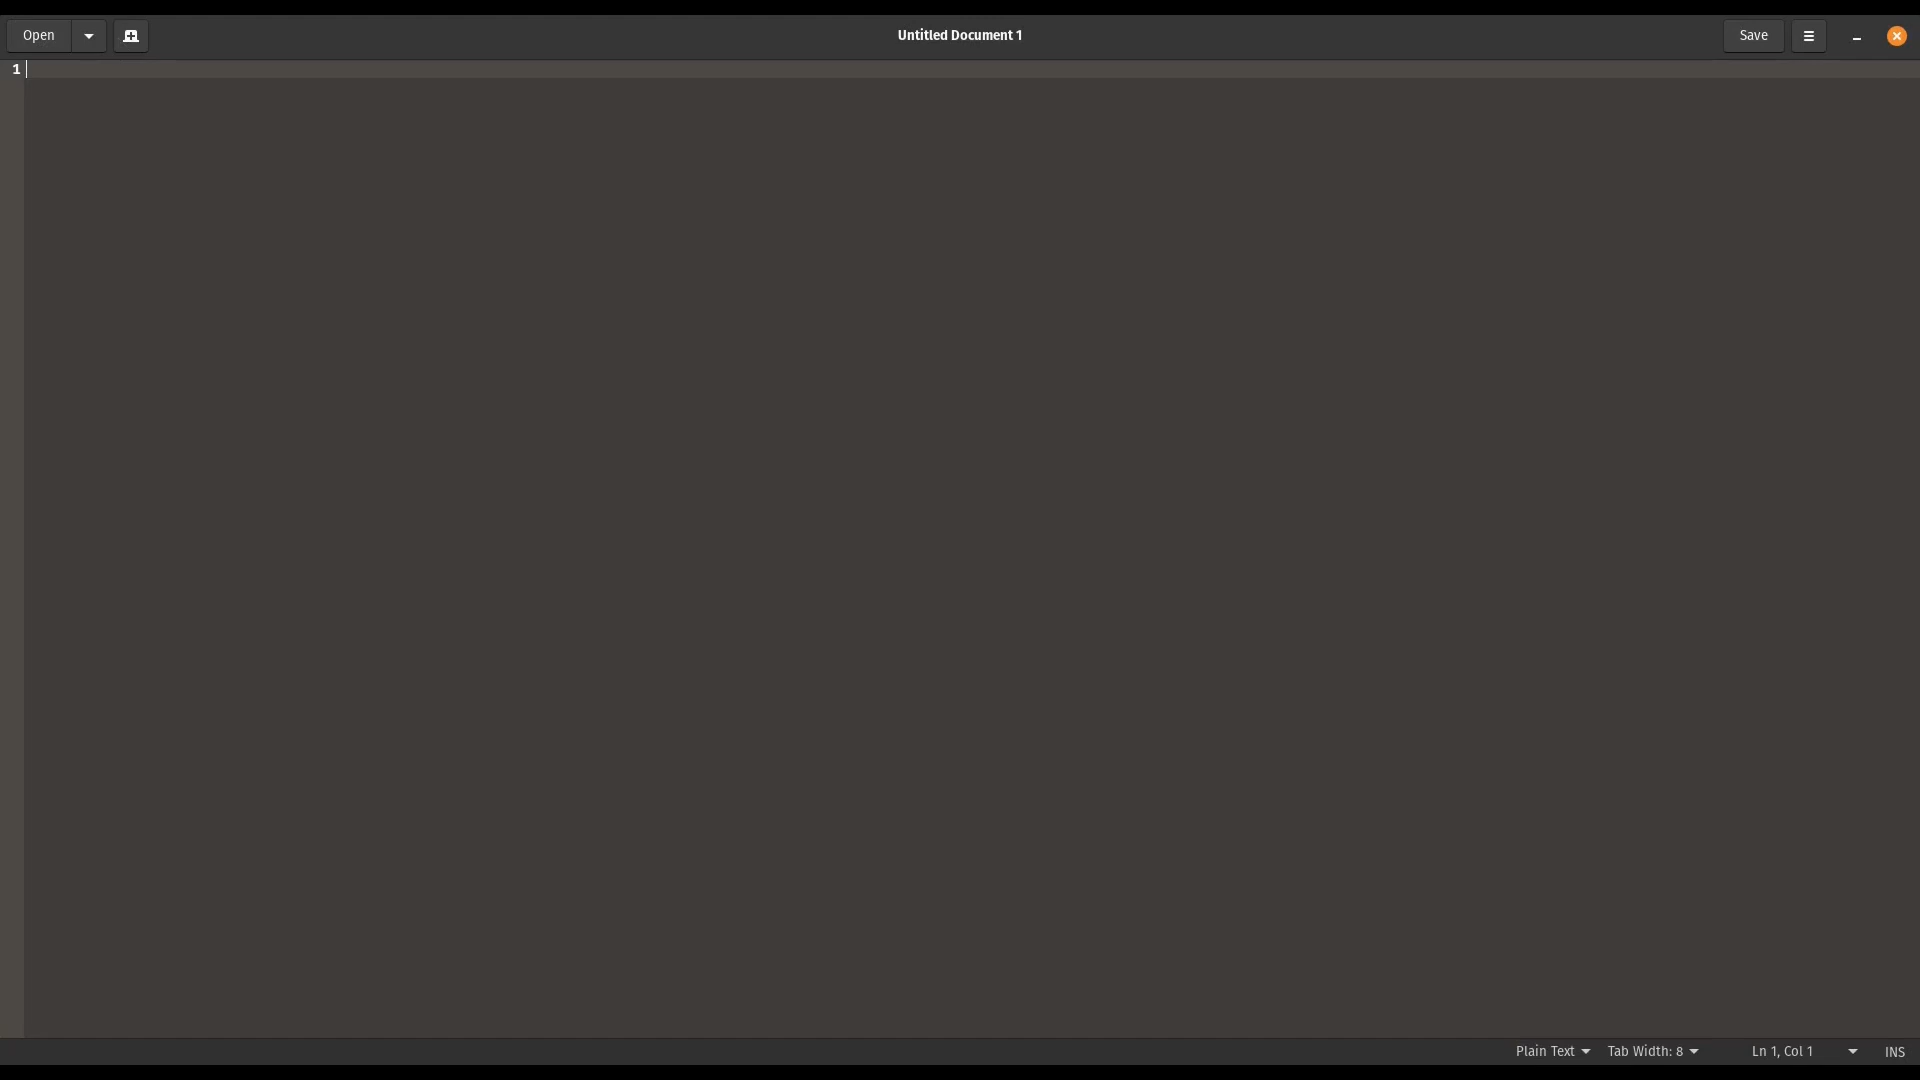 Open
Untitled Document 1
Save
1
Plain Text
Tab Width: 8
Ln 1, Col 1
INS